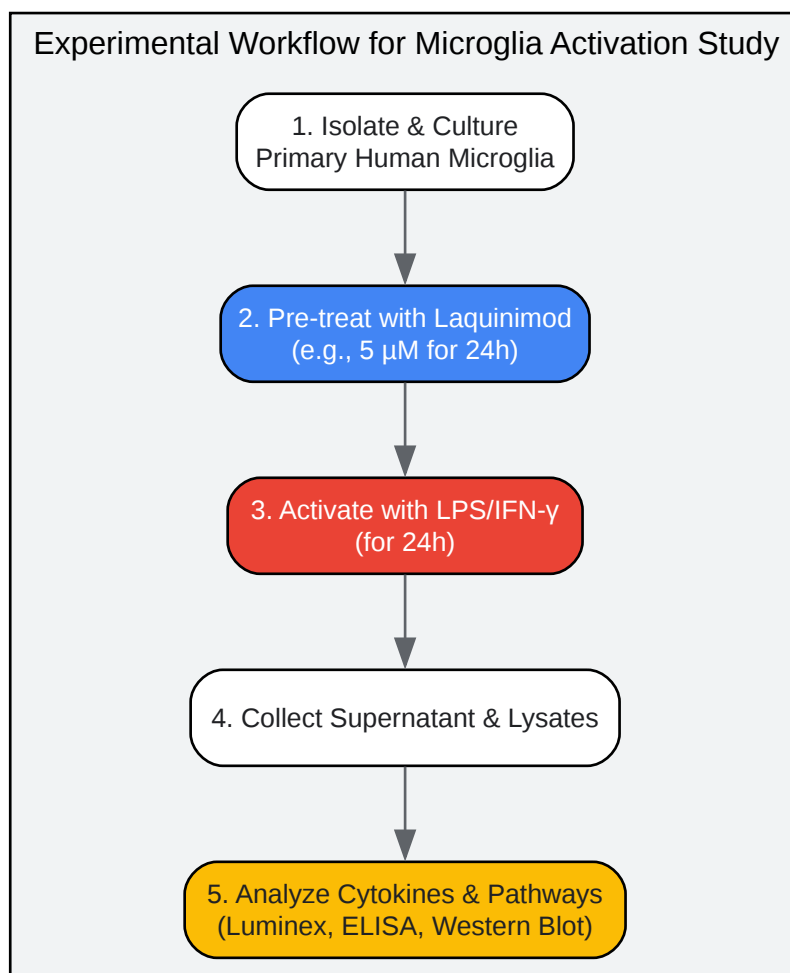 Experimental Workflow for Microglia Activation Study
1. Isolate & Culture
Primary Human Microglia
2. Pre-treat with Laquinimod
(e.g., 5 µM for 24h)
3. Activate with LPS/IFN-γ
(for 24h)
4. Collect Supernatant & Lysates
5. Analyze Cytokines & Pathways
(Luminex, ELISA, Western Blot)